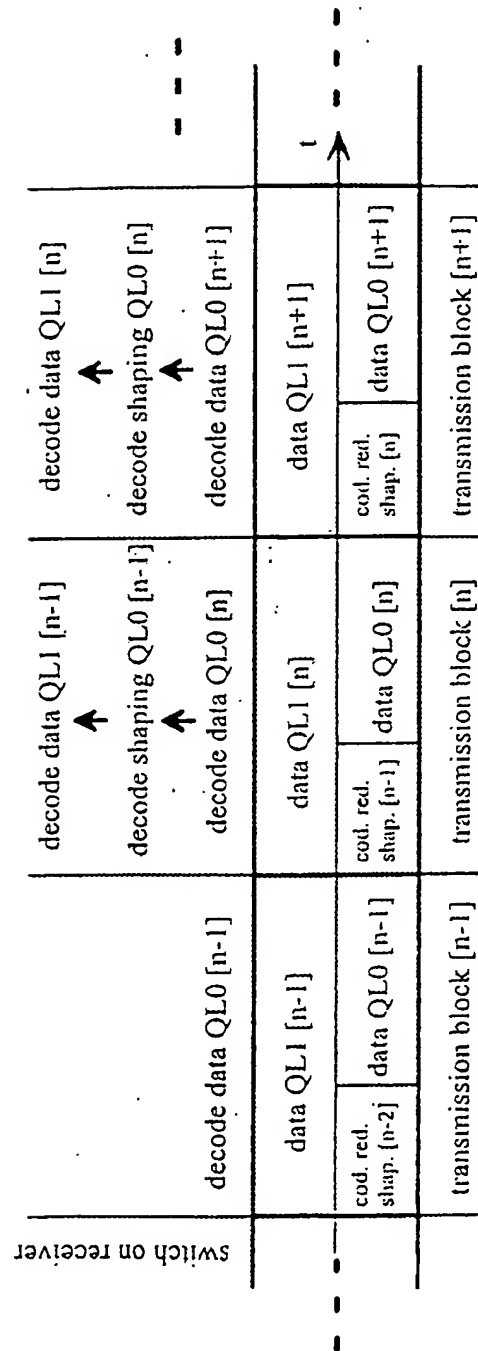 switch on receiver
decode data QL0 [n-1]
decode data QL1 [n-1]
decode shaping QL0 [n-1]
decode data QL0 [n]
decode data QL1 [n]
decode shaping QL0 [n]
decode data QL0 [n+1]
data QL1 [n-1]
data QL1 [n]
data QL1 [n+1]
t
cod. red.
shap. [n-2]
data QL0 [n-1]
cod. red.
shap. [n-1]
data QL0 [n]
cod. red.
shap. [n]
data QL0 [n+1]
transmission block [n-1]
transmission block [n]
transmission block [n+1]